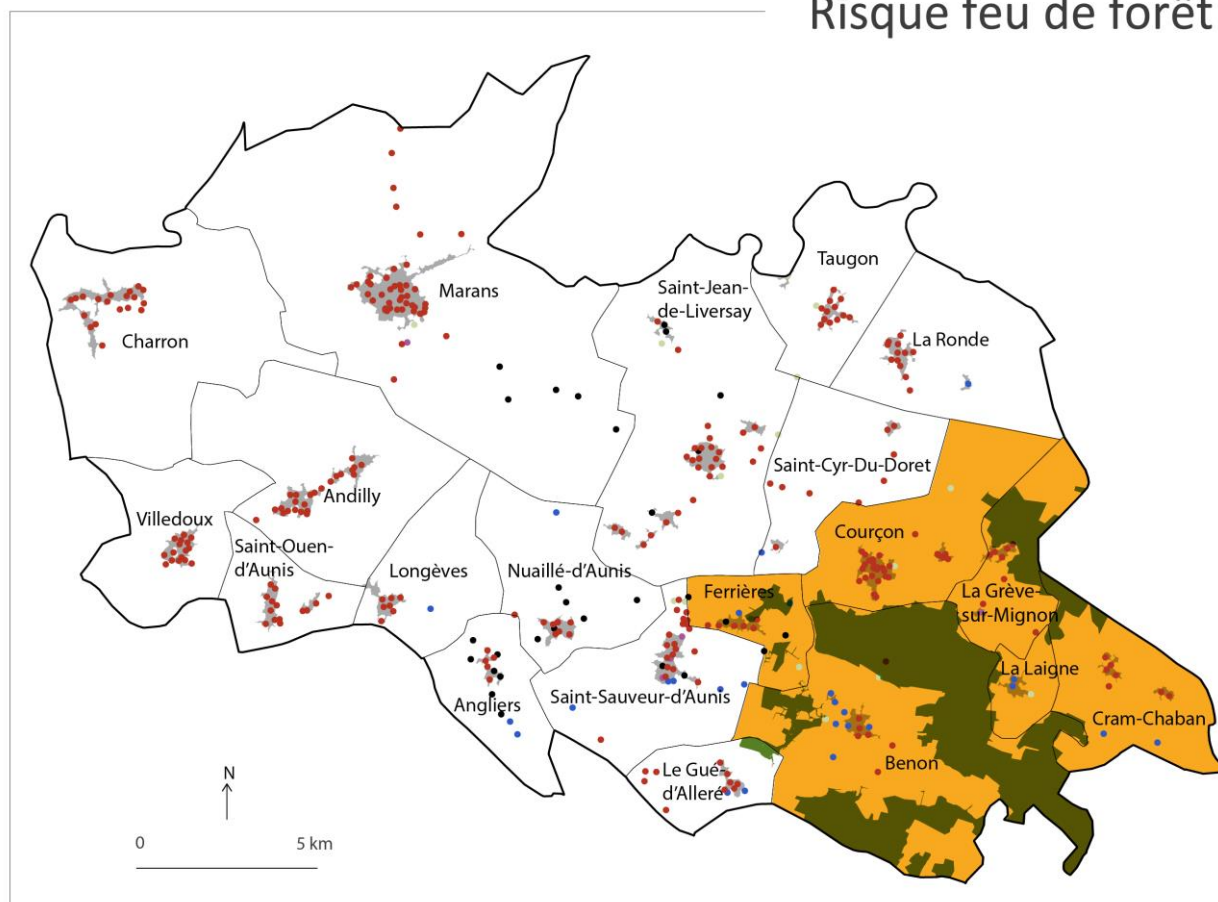 Risque feu de forêt
Taugon
Saint-Jean-
de-Liversay
Marans
La Ronde
Charron
Saint-Cyr-Du-Doret
Andilly
Villedoux
Courçon
Saint-Ouen-
d'Aunis
Longèves
Nuaillé-d'Aunis
Ferrières
La Grève-
sur-Mignon
La Laigne
Saint-Sauveur-d'Aunis
Angliers
Cram-Chaban
Benon
Le Gué-
d'Alleré
N
0
5 km